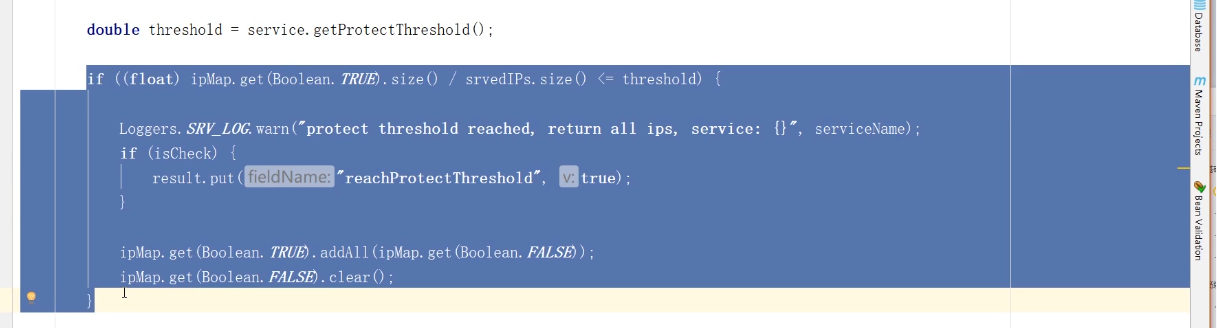 double threshold = service.getProtectThreshold();
if ((float) ipMap.get(Boolean.TRUE).size() / srvedIPs.size() <= threshold) {
Loggers.SRV_LOG.warn("protect threshold reached, return all ips, service: {}", serviceName);
if (isCheck) {
result.put( fieldName: "reachProtectThreshold", v: true);
}
ipMap.get(Boolean.TRUE).addAll(ipMap.get(Boolean.FALSE));
ipMap.get(Boolean.FALSE).clear();
}
Database
m Maven Projects
Bean Validation